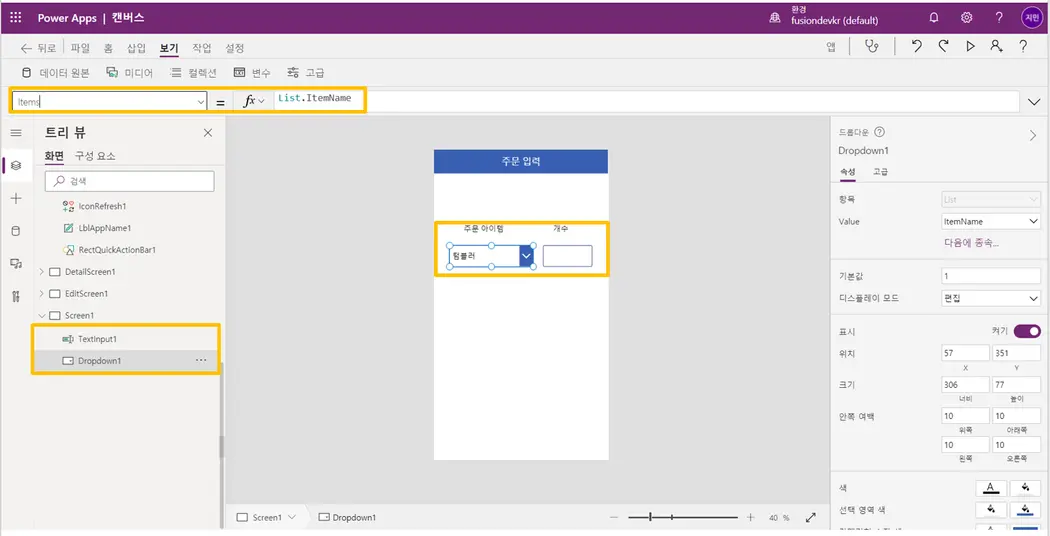 Power Apps | 캔버스
환경
fusiondevkr (default)
지민
뒤로 파일 홈 삽입 보기 작업 설정 앱
데이터 원본 미디어 컬렉션 변수 고급
Items = fx List.ItemName
트리 뷰
화면 구성 요소
검색
IconRefresh1
LblAppName1
RectQuickActionBar1
DetailScreen1
EditScreen1
Screen1
TextInput1
Dropdown1 ...
주문 입력
주문 아이템 개수
텀블러
Screen1 Dropdown1
40 %
드롭다운
Dropdown1
속성 고급
항목 List
Value ItemName
다음에 종속...
기본값 1
디스플레이 모드 편집
표시 켜기
위치 57 351
X Y
크기 306 77
너비 높이
안쪽 여백 10 10
위쪽 아래쪽
10 10
왼쪽 오른쪽
색
선택 영역 색